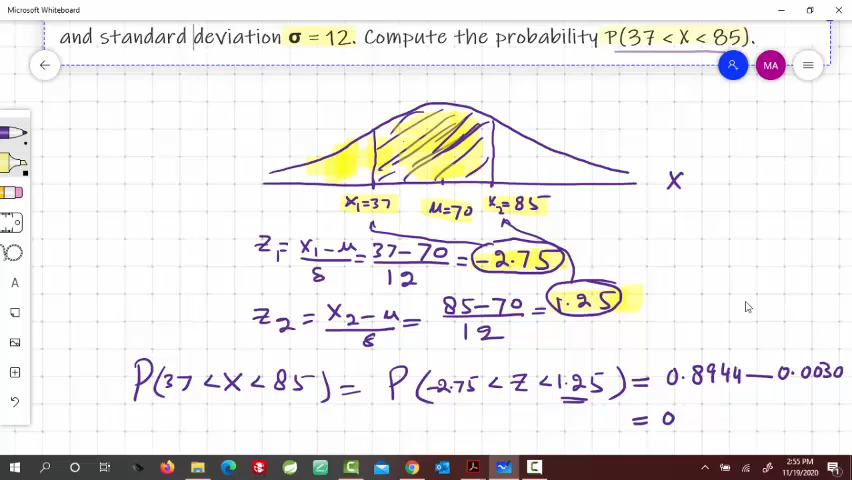 Microsoft Whiteboard
and standard deviation σ = 12. Compute the probability P(37 < X < 85).
MA
X
X₁=37 μ=70 X₂=85
Z₁= X₁-μ/δ = 37-70/12 = -2.75
Z₂ = X₂-μ/δ = 85-70/12 = 1.25
P(37 < X < 85) = P(-2.75 < Z < 1.25) = 0.8944 — 0.0030
= 0
A
2:55 PM
11/19/2020